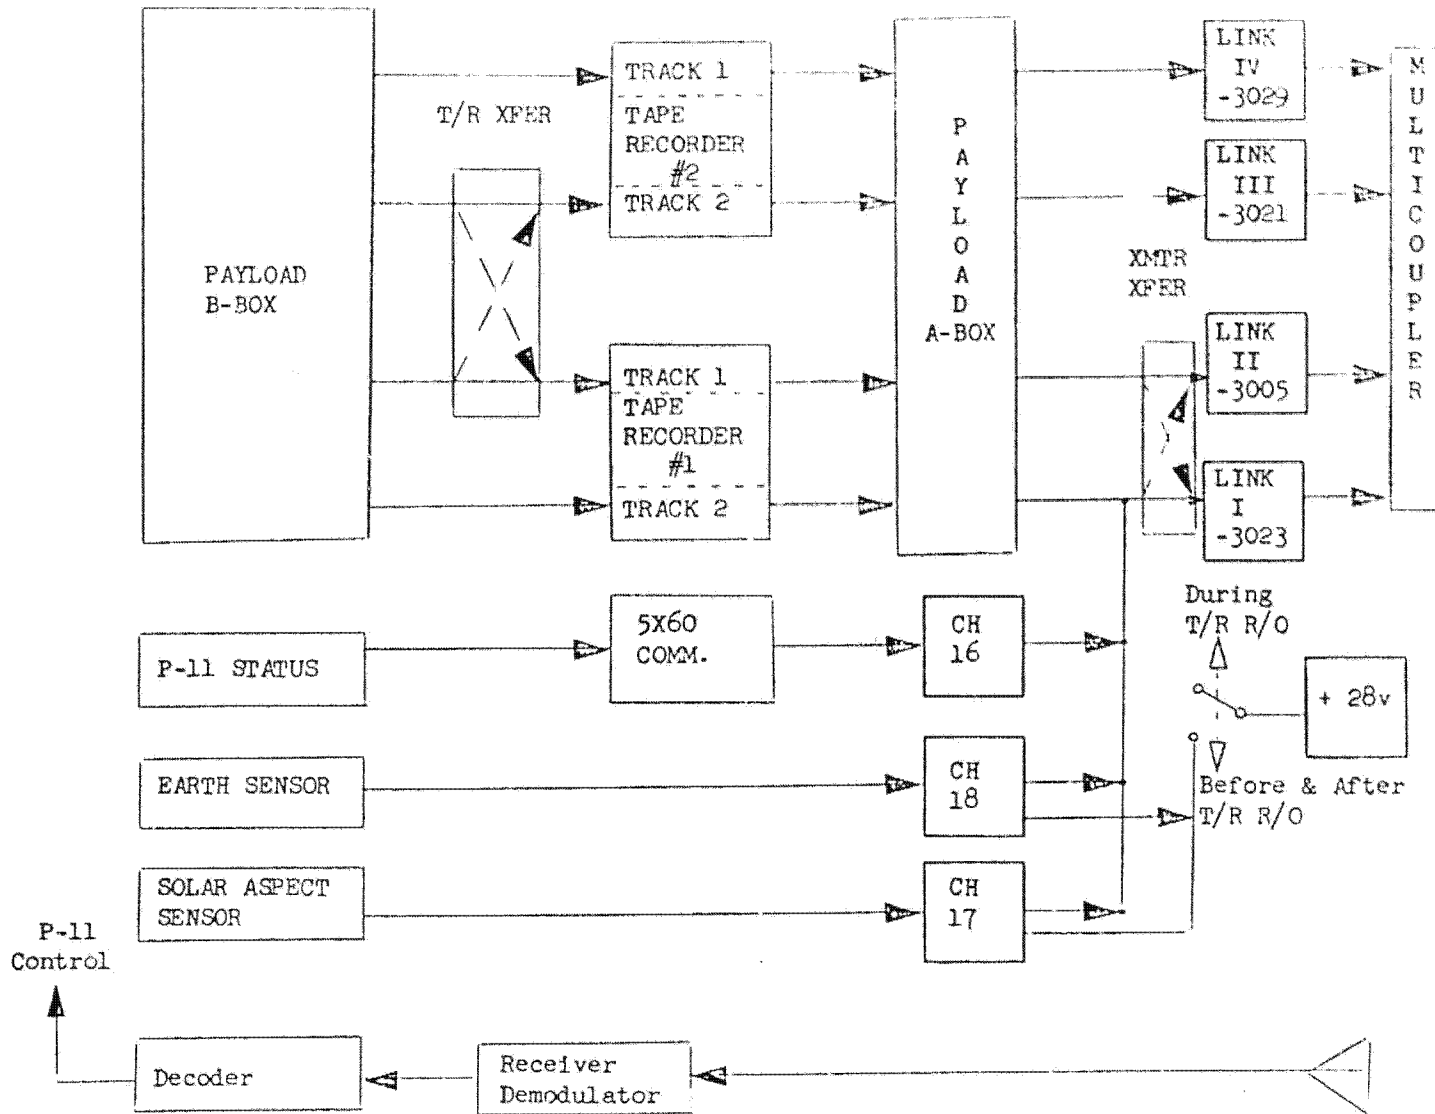 PAYLOAD
B-BOX
T/R XFER
TRACK 1
TAPE
RECORDER
#2
TRACK 2
TRACK 1
TAPE
RECORDER
#1
TRACK 2
PAYLOAD
A-BOX
XMTR
XFER
LINK
IV
-3029
LINK
III
-3021
LINK
II
-3005
LINK
I
-3023
MULTICOUPLER
P-11 STATUS
5X60
COMM.
CH
16
During
T/R R/O
+ 28v
Before & After
T/R R/O
EARTH SENSOR
CH
18
SOLAR ASPECT
SENSOR
CH
17
P-11
Control
Decoder
Receiver
Demodulator